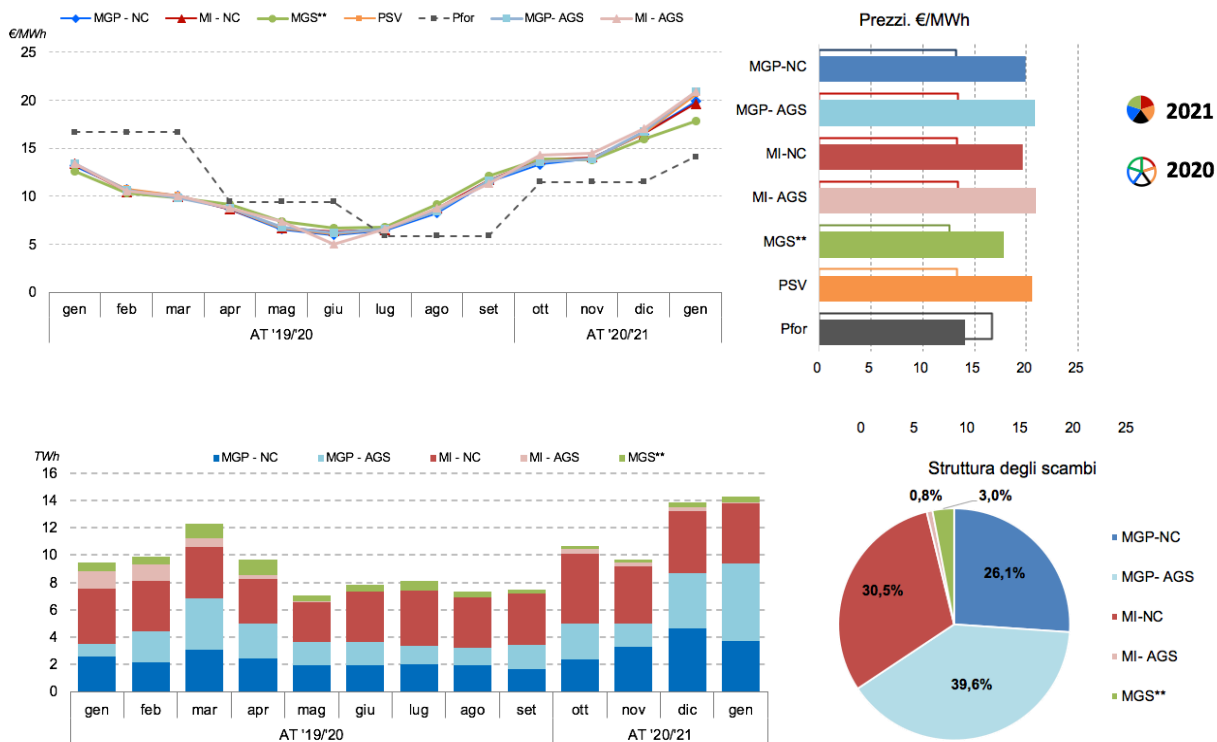 MGP - NC MI - NC MGS** PSV Pfor MGP- AGS MI - AGS
€/MWh
25
20
15
10
5
0
gen feb mar apr mag giu lug ago set ott nov dic gen
AT '19/'20 AT '20/'21
Prezzi. €/MWh
MGP-NC
MGP- AGS
MI-NC
MI- AGS
MGS**
PSV
Pfor
0 5 10 15 20 25
2021
2020
0 5 10 15 20 25
TWh
MGP - NC MGP - AGS MI - NC MI - AGS MGS**
16
14
12
10
8
6
4
2
0
gen feb mar apr mag giu lug ago set ott nov dic gen
AT '19/'20 AT '20/'21
Struttura degli scambi
0,8% 3,0%
26,1%
30,5%
39,6%
MGP-NC
MGP- AGS
MI-NC
MI- AGS
MGS**